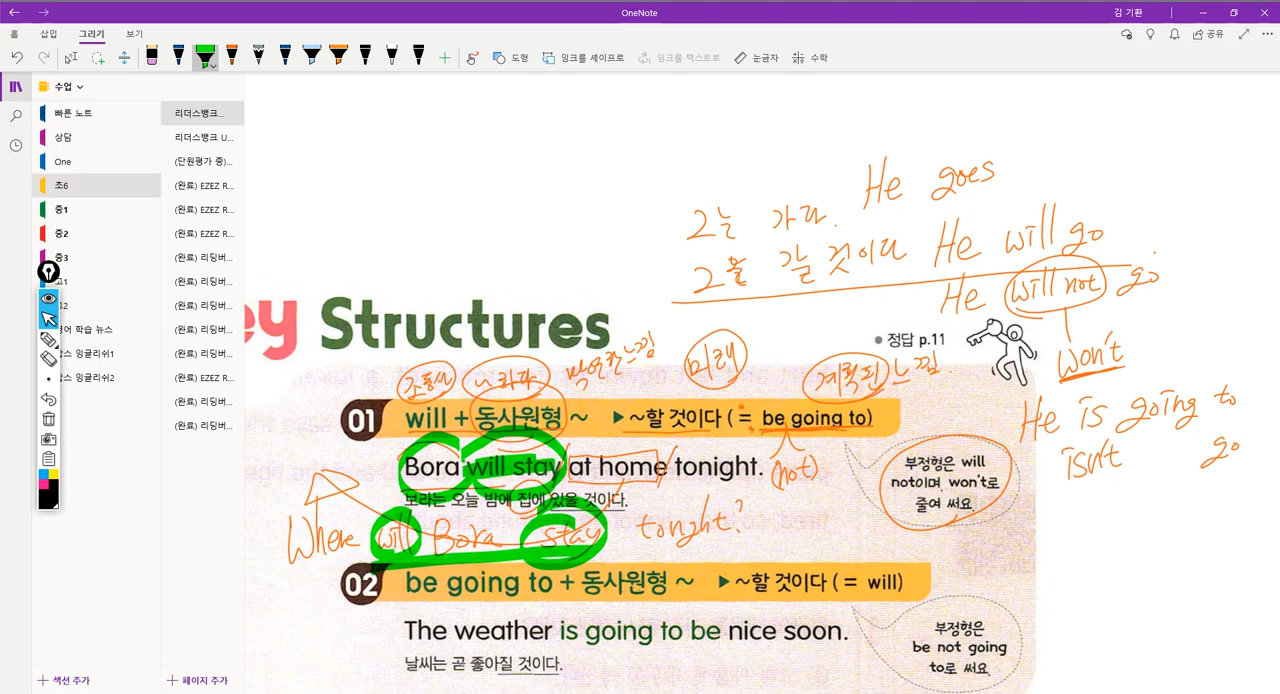 OneNote
김 기환
홈 삽입 그리기 보기
공유
도형 잉크를 셰이프로 잉크를 텍스트로 눈금자 수학
수업
빠른 노트
상담
One
초6
중1
중2
중3
고1
영어 학습 뉴스
잉글리쉬1
잉글리쉬2
섹션 추가
리더스뱅크...
리더스뱅크 U...
(단원평가 중)...
(완료) EZEZ R...
(완료) EZEZ R...
(완료) EZEZ R...
(완료) 리딩버...
(완료) 리딩버...
(완료) 리딩버...
(완료) 리딩버...
(완료) 리딩버...
(완료) EZEZ R...
(완료) 리딩버...
(완료) 리딩버...
페이지 추가
He goes
그는 가다.
그는 갈 것이다 He will go
He will not go
won't
He is going to
isn't go
ey Structures
정답 p.11
조동사 나와라 막연한 느낌 미래 계획된 느낌.
01 will + 동사원형 ~ ▶ ~할 것이다 (= be going to)
Bora will stay at home tonight. (not)
보라는 오늘 밤에 집에 있을 것이다.
Where will Bora stay tonight?
부정형은 will
not이며, won't로
줄여 써요.
02 be going to + 동사원형 ~ ▶ ~할 것이다 (= will)
The weather is going to be nice soon.
날씨는 곧 좋아질 것이다.
부정형은
be not going
to로 써요.